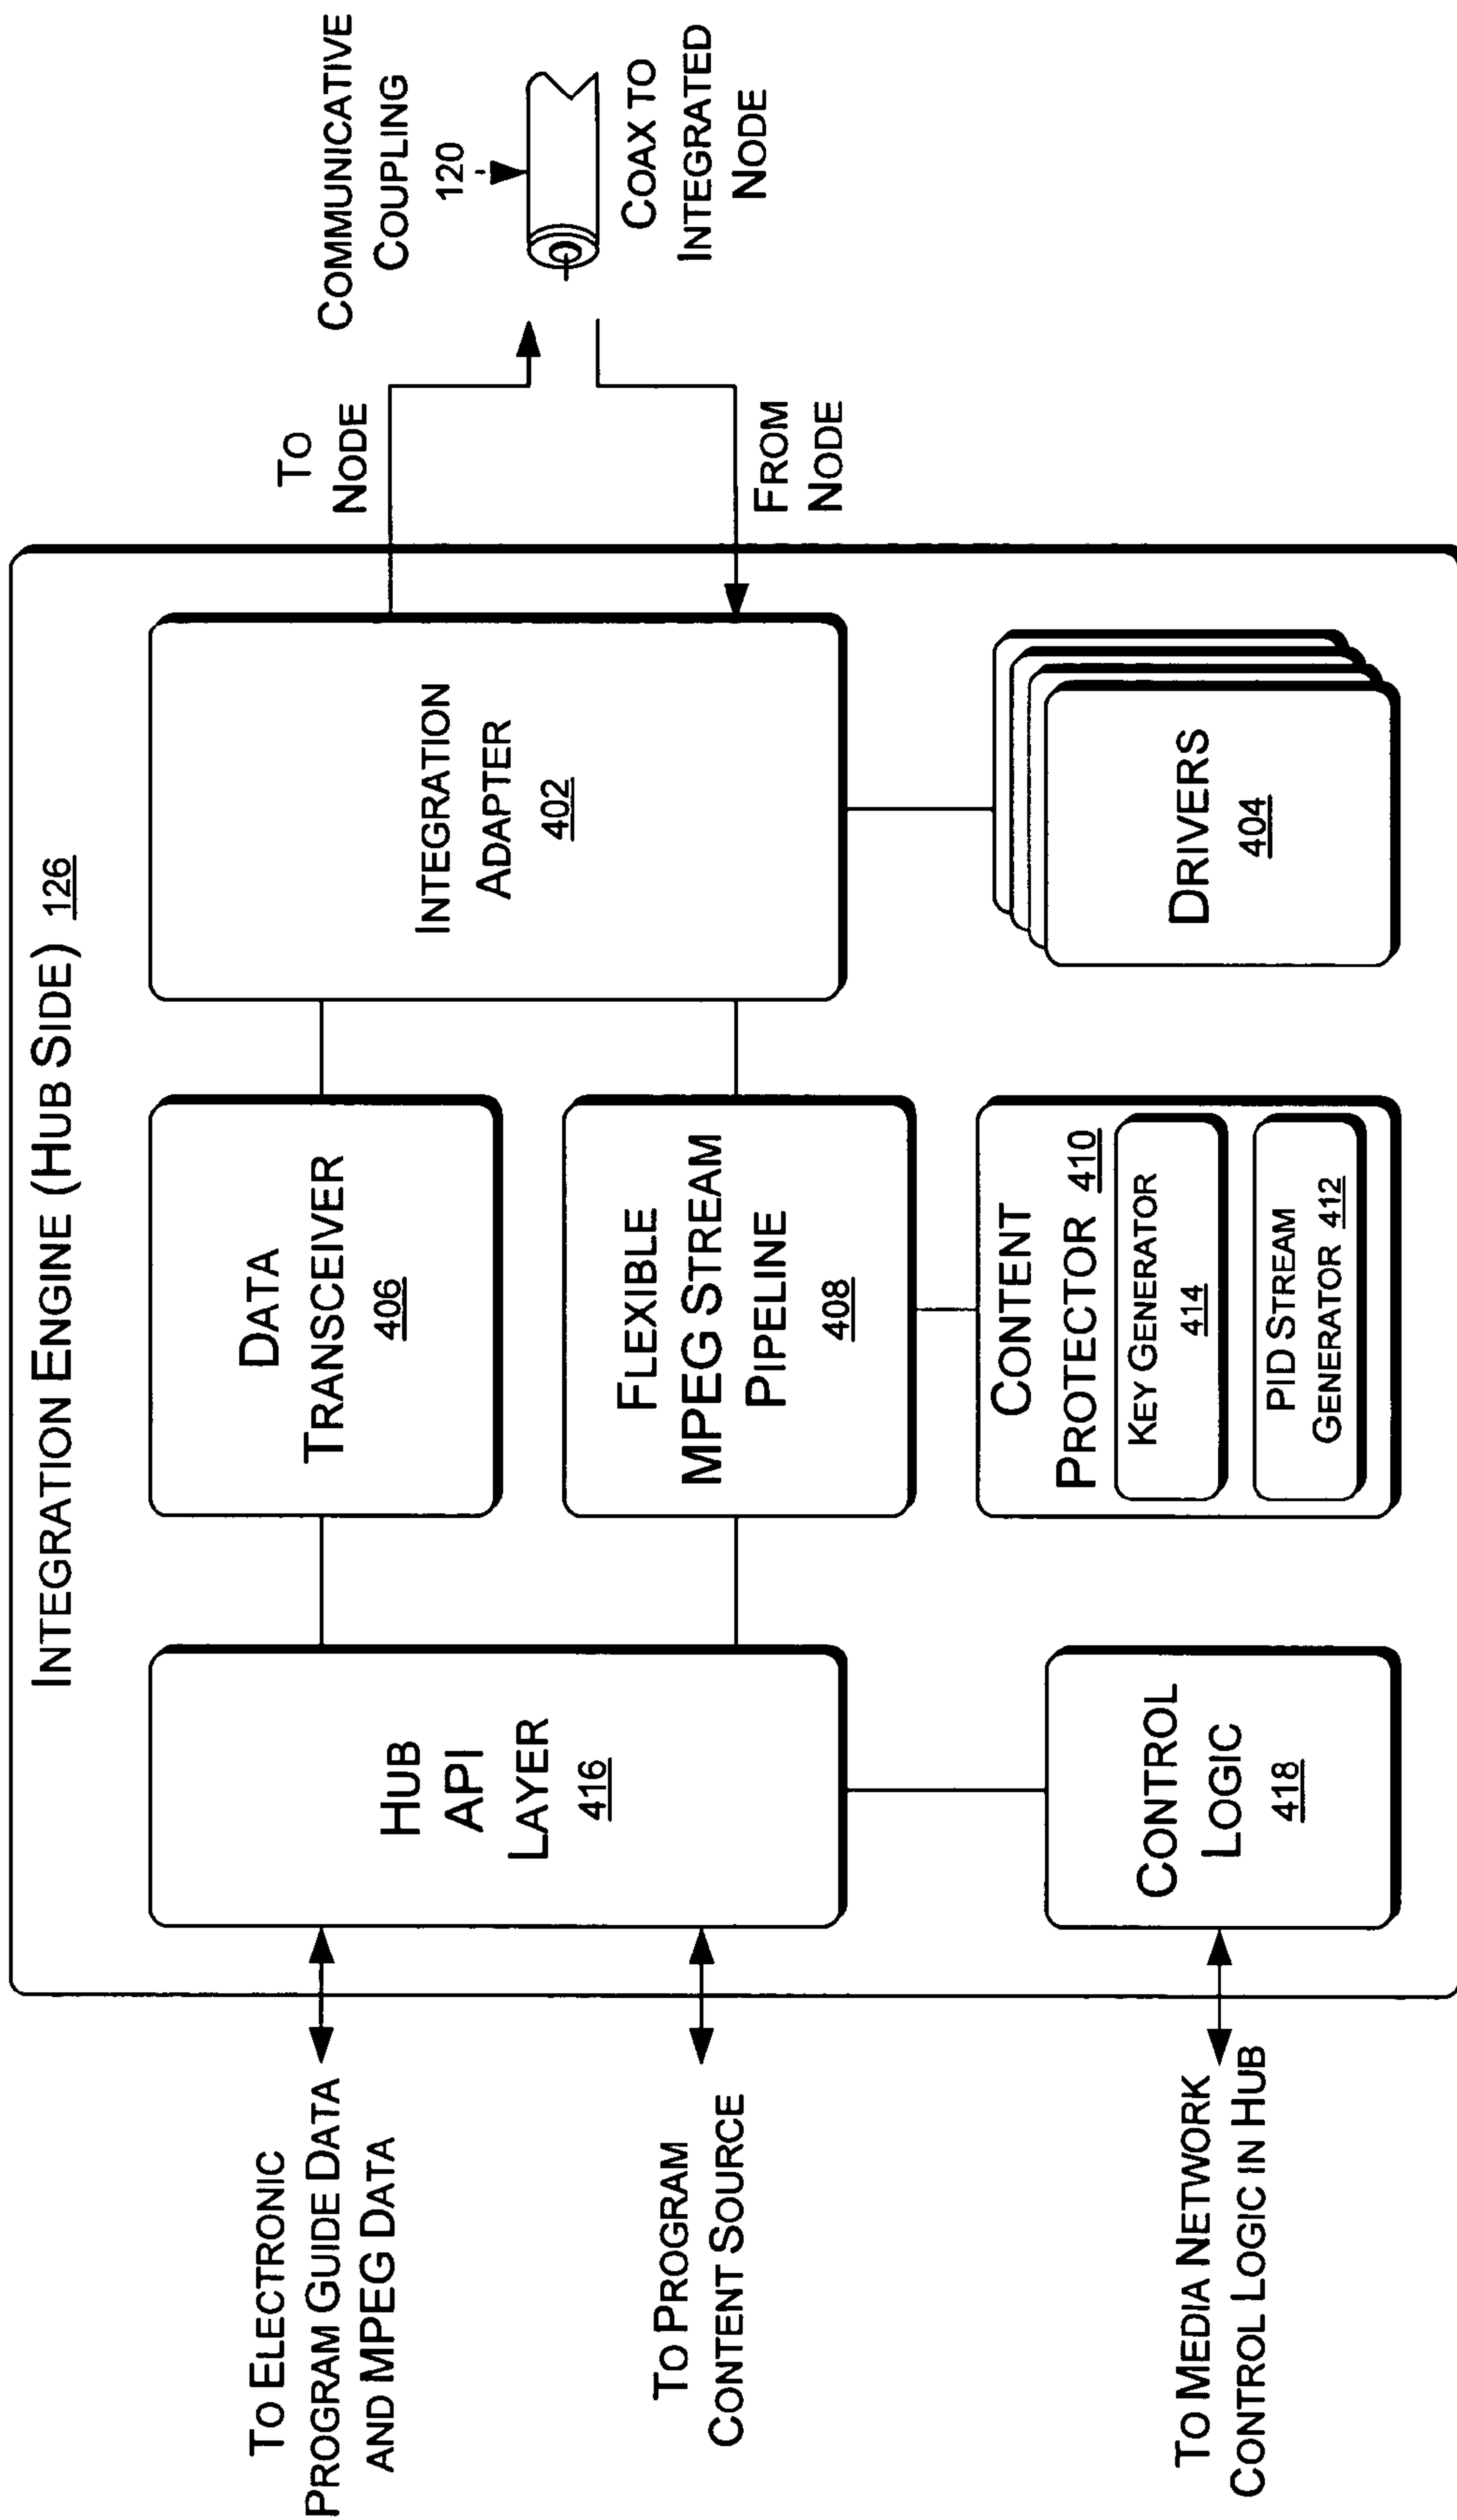 INTEGRATION ENGINE (HUB SIDE) 126
TO ELECTRONIC
PROGRAM GUIDE DATA
AND MPEG DATA
TO PROGRAM
CONTENT SOURCE
TO MEDIA NETWORK
CONTROL LOGIC IN HUB
HUB
API
LAYER
416
CONTROL
LOGIC
418
DATA
TRANSCEIVER
406
FLEXIBLE
MPEG STREAM
PIPELINE
408
CONTENT
PROTECTOR 410
KEY GENERATOR
414
PID STREAM
GENERATOR 412
INTEGRATION
ADAPTER
402
DRIVERS
404
TO
NODE
FROM
NODE
COMMUNICATIVE
COUPLING
120
COAX TO
INTEGRATED
NODE